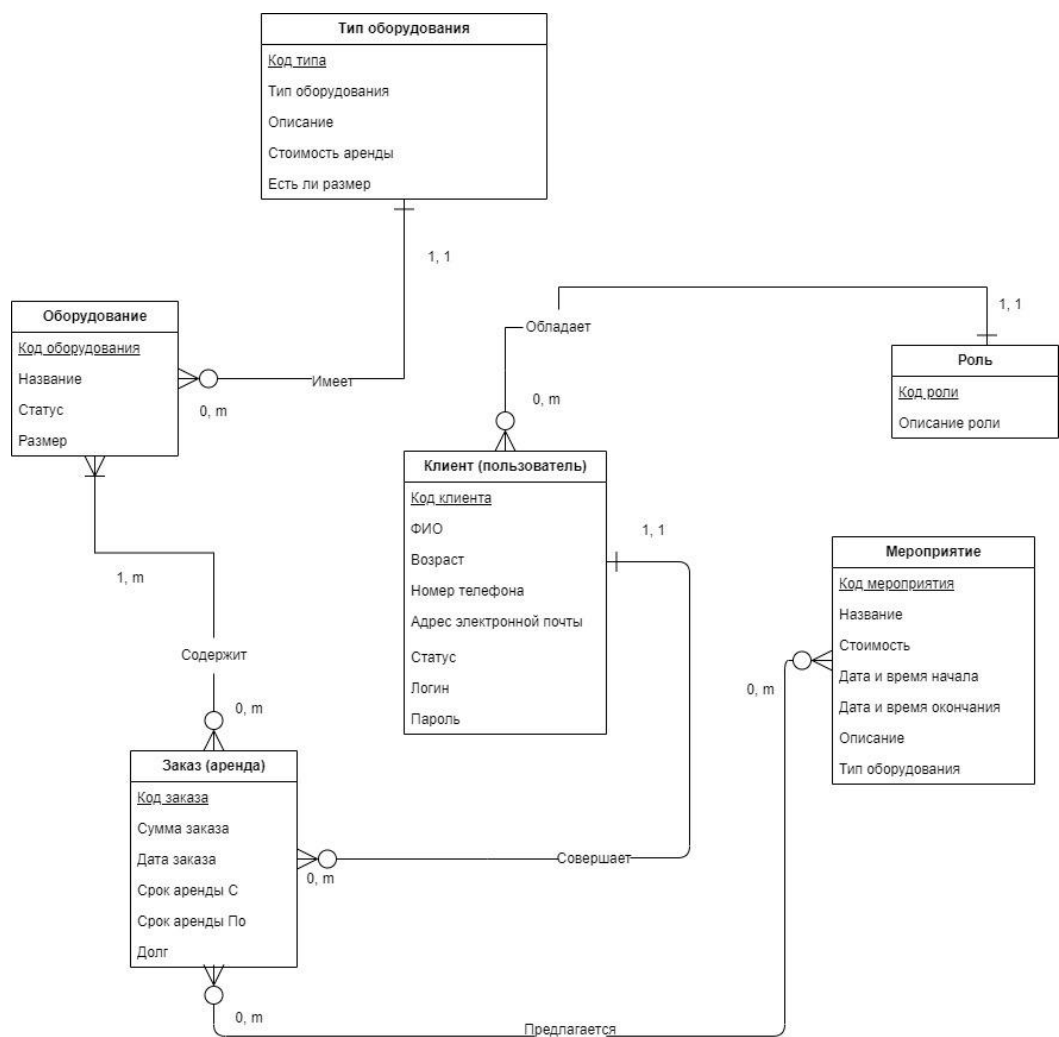 Тип оборудования
Код типа
Тип оборудования
Описание
Стоимость аренды
Есть ли размер
1, 1
Оборудование
Код оборудования
Название
Статус
Размер
0, m
Имеет
Обладает
1, 1
0, m
Роль
Код роли
Описание роли
Клиент (пользователь)
Код клиента
ФИО
Возраст
Номер телефона
Адрес электронной почты
Статус
Логин
Пароль
1, 1
1, m
Содержит
0, m
Мероприятие
Код мероприятия
Название
Стоимость
Дата и время начала
Дата и время окончания
Описание
Тип оборудования
0, m
Заказ (аренда)
Код заказа
Сумма заказа
Дата заказа
Срок аренды С
Срок аренды По
Долг
0, m
Совершает
0, m
Предлагается